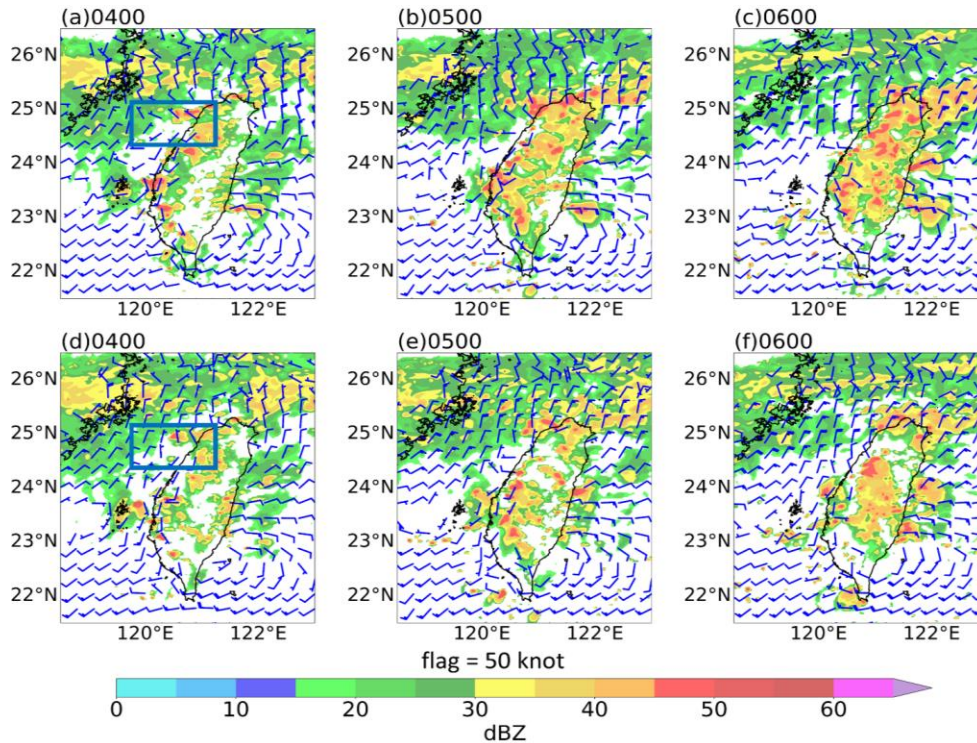 (a)0400 (b)0500 (c)0600
26°N 26°N 26°N
25°N 25°N 25°N
24°N 24°N 24°N
23°N 23°N 23°N
22°N 22°N 22°N
120°E 122°E 120°E 122°E 120°E 122°E
(d)0400 (e)0500 (f)0600
26°N 26°N 26°N
25°N 25°N 25°N
24°N 24°N 24°N
23°N 23°N 23°N
22°N 22°N 22°N
120°E 122°E 120°E 122°E 120°E 122°E
flag = 50 knot
0 10 20 30 40 50 60
dBZ